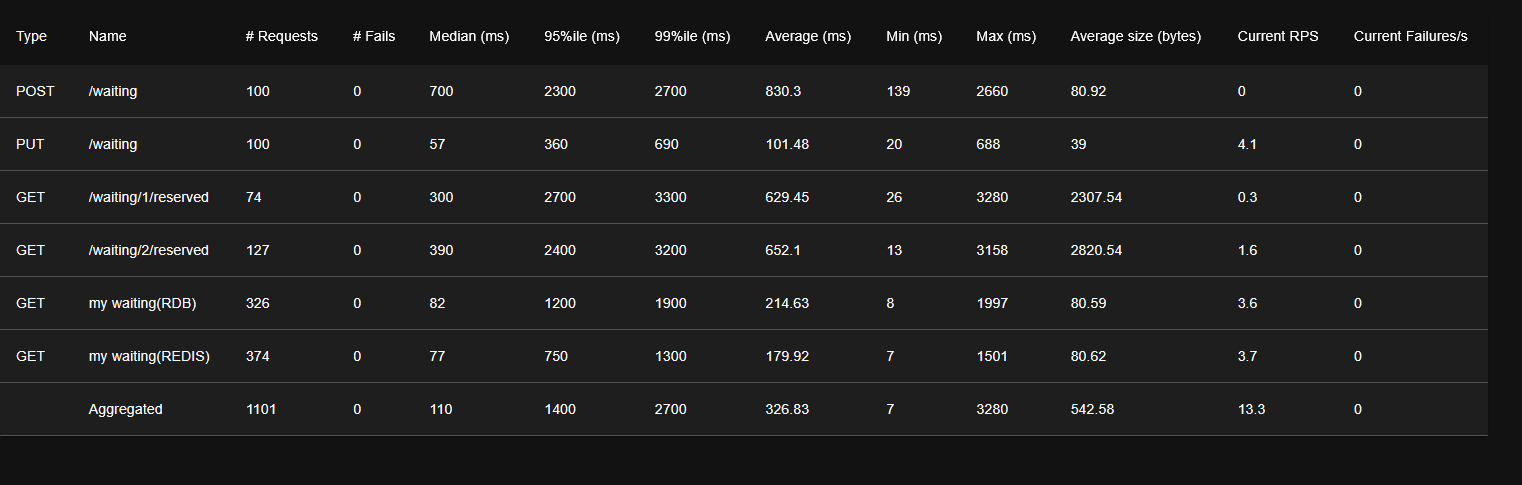 Type Name # Requests # Fails Median (ms) 95%ile (ms) 99%ile (ms) Average (ms) Min (ms) Max (ms) Average size (bytes) Current RPS Current Failures/s
POST /waiting 100 0 700 2300 2700 830.3 139 2660 80.92 0 0
PUT /waiting 100 0 57 360 690 101.48 20 688 39 4.1 0
GET /waiting/1/reserved 74 0 300 2700 3300 629.45 26 3280 2307.54 0.3 0
GET /waiting/2/reserved 127 0 390 2400 3200 652.1 13 3158 2820.54 1.6 0
GET my waiting(RDB) 326 0 82 1200 1900 214.63 8 1997 80.59 3.6 0
GET my waiting(REDIS) 374 0 77 750 1300 179.92 7 1501 80.62 3.7 0
Aggregated 1101 0 110 1400 2700 326.83 7 3280 542.58 13.3 0